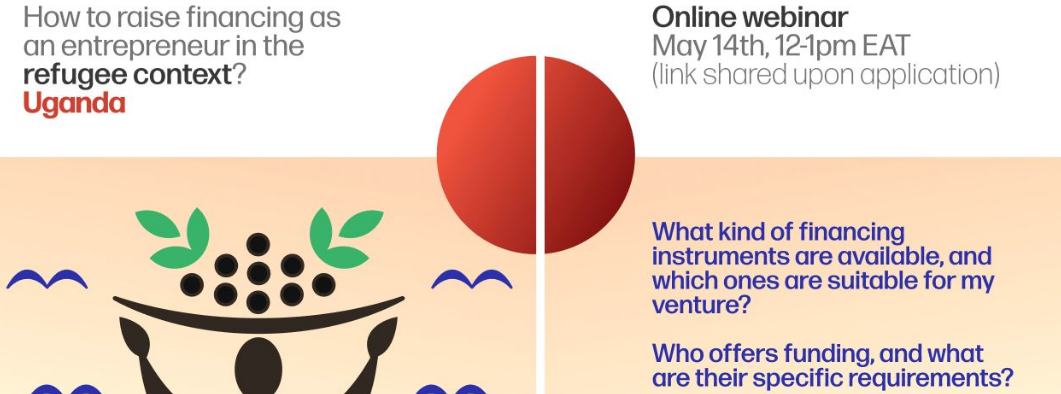 How to raise financing as
an entrepreneur in the
refugee context?
Uganda
Online webinar
May 14th, 12-1pm EAT
(link shared upon application)
What kind of financing
instruments are available, and
which ones are suitable for my
venture?
Who offers funding, and what
are their specific requirements?